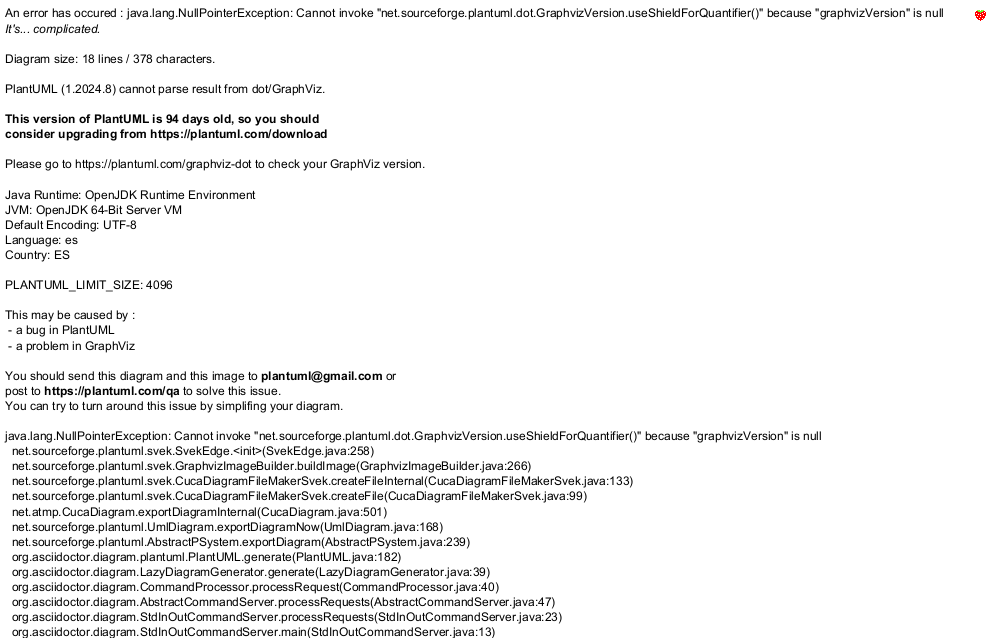 An error has occured : java.lang.NullPointerException: Cannot invoke "net.sourceforge.plantuml.dot.GraphvizVersion.useShieldForQuantifier()" because "graphvizVersion" is null
It's... complicated.
Diagram size: 18 lines / 378 characters.
PlantUML (1.2024.8) cannot parse result from dot/GraphViz.
This version of PlantUML is 94 days old, so you should
consider upgrading from https://plantuml.com/download
Please go to https://plantuml.com/graphviz-dot to check your GraphViz version.
Java Runtime: OpenJDK Runtime Environment
JVM: OpenJDK 64-Bit Server VM
Default Encoding: UTF-8
Language: es
Country: ES
PLANTUML_LIMIT_SIZE: 4096
This may be caused by :
- a bug in PlantUML
- a problem in GraphViz
You should send this diagram and this image to plantuml@gmail.com or
post to https://plantuml.com/qa to solve this issue.
You can try to turn around this issue by simplifing your diagram.
java.lang.NullPointerException: Cannot invoke "net.sourceforge.plantuml.dot.GraphvizVersion.useShieldForQuantifier()" because "graphvizVersion" is null
net.sourceforge.plantuml.svek.SvekEdge.<init>(SvekEdge.java:258)
net.sourceforge.plantuml.svek.GraphvizImageBuilder.buildImage(GraphvizImageBuilder.java:266)
net.sourceforge.plantuml.svek.CucaDiagramFileMakerSvek.createFileInternal(CucaDiagramFileMakerSvek.java:133)
net.sourceforge.plantuml.svek.CucaDiagramFileMakerSvek.createFile(CucaDiagramFileMakerSvek.java:99)
net.atmp.CucaDiagram.exportDiagramInternal(CucaDiagram.java:501)
net.sourceforge.plantuml.UmlDiagram.exportDiagramNow(UmlDiagram.java:168)
net.sourceforge.plantuml.AbstractPSystem.exportDiagram(AbstractPSystem.java:239)
org.asciidoctor.diagram.plantuml.PlantUML.generate(PlantUML.java:182)
org.asciidoctor.diagram.LazyDiagramGenerator.generate(LazyDiagramGenerator.java:39)
org.asciidoctor.diagram.CommandProcessor.processRequest(CommandProcessor.java:40)
org.asciidoctor.diagram.AbstractCommandServer.processRequests(AbstractCommandServer.java:47)
org.asciidoctor.diagram.StdInOutCommandServer.processRequests(StdInOutCommandServer.java:23)
org.asciidoctor.diagram.StdInOutCommandServer.main(StdInOutCommandServer.java:13)